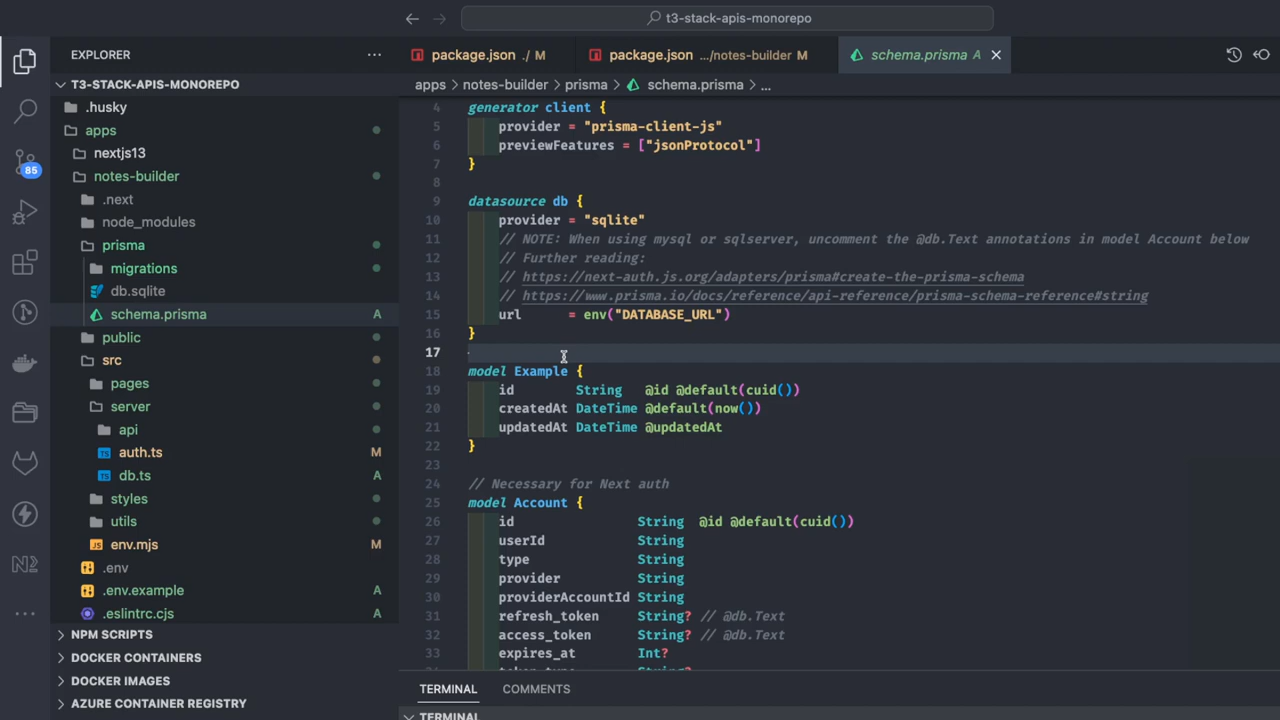 t3-stack-apis-monorepo
EXPLORER
T3-STACK-APIS-MONOREPO
.husky
apps
nextjs13
notes-builder
.next
node_modules
prisma
migrations
db.sqlite
schema.prisma A
public
src
pages
server
api
auth.ts M
db.ts A
styles
utils
env.mjs M
.env
.env.example A
.eslintrc.cjs A
NPM SCRIPTS
DOCKER CONTAINERS
DOCKER IMAGES
AZURE CONTAINER REGISTRY
85
package.json ./ M
package.json .../notes-builder M
schema.prisma A
apps > notes-builder > prisma > schema.prisma > ...
4 generator client {
5 provider = "prisma-client-js"
6 previewFeatures = ["jsonProtocol"]
7 }
8
9 datasource db {
10 provider = "sqlite"
11 // NOTE: When using mysql or sqlserver, uncomment the @db.Text annotations in model Account below
12 // Further reading:
13 // https://next-auth.js.org/adapters/prisma#create-the-prisma-schema
14 // https://www.prisma.io/docs/reference/api-reference/prisma-schema-reference#string
15 url = env("DATABASE_URL")
16 }
17
18 model Example {
19 id String @id @default(cuid())
20 createdAt DateTime @default(now())
21 updatedAt DateTime @updatedAt
22 }
23
24 // Necessary for Next auth
25 model Account {
26 id String @id @default(cuid())
27 userId String
28 type String
29 provider String
30 providerAccountId String
31 refresh_token String? // @db.Text
32 access_token String? // @db.Text
33 expires_at Int?
TERMINAL
COMMENTS
TERMINAL